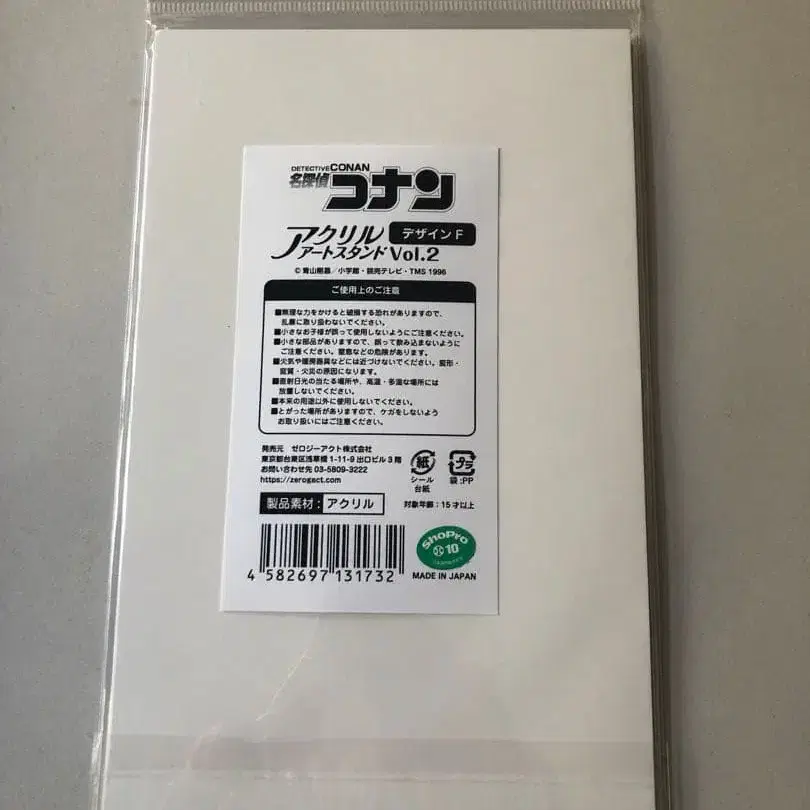 DETECTIVE CONAN
名探偵コナン
アクリル
アートスタンド Vol.2
デザイン F
© 青山剛昌／小学館・読売テレビ・TMS 1996
ご使用上のご注意
■無理な力をかけると破損する恐れがありますので、
乱暴に取り扱わないでください。
■小さなお子様が誤って使用しないようにご注意ください。
■小さな部品がありますので、誤って飲み込まないように
ご注意ください。窒息などの危険があります。
■火気や暖房器具などには近づけないでください。変形・
変質・火災の原因になります。
■直射日光の当たる場所や、高温・多湿な場所には
放置しないでください。
■本来の用途以外に使用しないでください。
■とがった場所がありますので、ケガをしないよう
お取り扱いにはご注意ください。
発売元 ゼロジーアクト株式会社
東京都台東区浅草橋 1-11-9 出口ビル 3 階
お問い合わせ先 03-5809-3222
https://zerogact.com/
紙
シール
台紙
プラ
袋:PP
製品素材：アクリル
対象年齢：15 才以上
ShoPro
10
4 582697 131732
MADE IN JAPAN